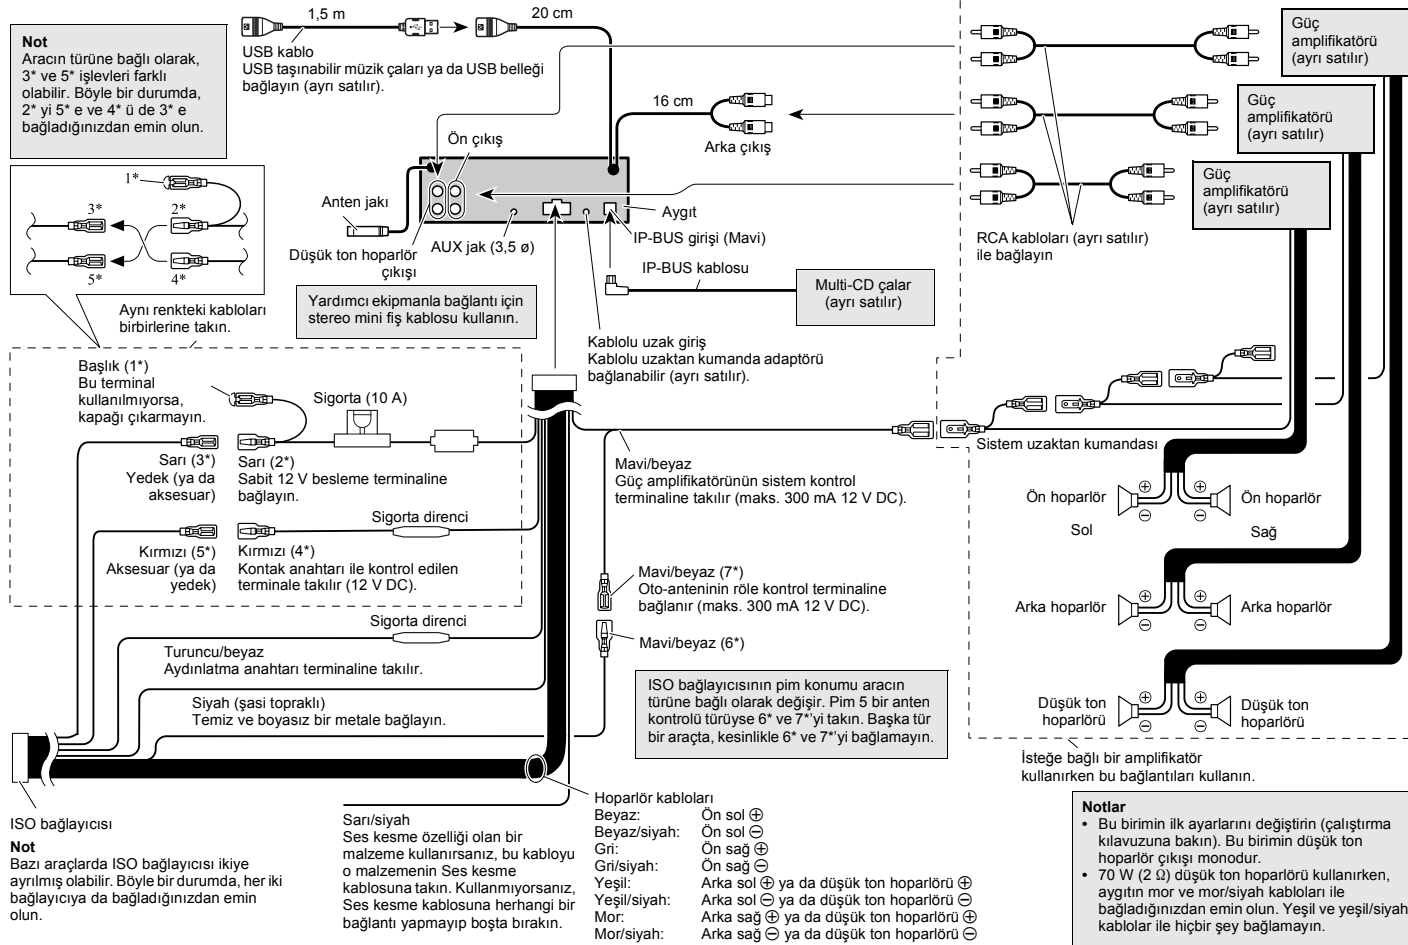 Not
Aracın türüne bağlı olarak,
3* ve 5* işlevleri farklı
olabilir. Böyle bir durumda,
2* yi 5* e ve 4* ü de 3* e
bağladığınızdan emin olun.
1,5 m
20 cm
USB kablo
USB taşınabilir müzik çaları ya da USB belleği
bağlayın (ayrı satılır).
16 cm
Arka çıkış
Ön çıkış
Anten jakı
Düşük ton hoparlör
çıkışı
AUX jak (3,5 ø)
Aygıt
IP-BUS girişi (Mavi)
IP-BUS kablosu
Multi-CD çalar
(ayrı satılır)
Yardımcı ekipmanla bağlantı için
stereo mini fiş kablosu kullanın.
Kablolu uzak giriş
Kablolu uzaktan kumanda adaptörü
bağlanabilir (ayrı satılır).
Güç
amplifikatörü
(ayrı satılır)
Güç
amplifikatörü
(ayrı satılır)
Güç
amplifikatörü
(ayrı satılır)
RCA kabloları (ayrı satılır)
ile bağlayın
1*
3*
2*
5*
4*
Aynı renkteki kabloları
birbirlerine takın.
Başlık (1*)
Bu terminal
kullanılmıyorsa,
kapağı çıkarmayın.
Sigorta (10 A)
Sarı (3*)
Yedek (ya da
aksesuar)
Sarı (2*)
Sabit 12 V besleme terminaline
bağlayın.
Sigorta direnci
Kırmızı (5*)
Aksesuar (ya da
yedek)
Kırmızı (4*)
Kontak anahtarı ile kontrol edilen
terminale takılır (12 V DC).
Sigorta direnci
Turuncu/beyaz
Aydınlatma anahtarı terminaline takılır.
Siyah (şasi topraklı)
Temiz ve boyasız bir metale bağlayın.
Mavi/beyaz
Güç amplifikatörünün sistem kontrol
terminaline takılır (maks. 300 mA 12 V DC).
Sistem uzaktan kumandası
Mavi/beyaz (7*)
Oto-anteninin röle kontrol terminaline
bağlanır (maks. 300 mA 12 V DC).
Mavi/beyaz (6*)
ISO bağlayıcısının pim konumu aracın
türüne bağlı olarak değişir. Pim 5 bir anten
kontrolü türüyse 6* ve 7*'yi takın. Başka tür
bir araçta, kesinlikle 6* ve 7*'yi bağlamayın.
Ön hoparlör
⊕
⊖
⊕
⊖
Ön hoparlör
Sol
Sağ
Arka hoparlör
⊕
⊖
⊕
⊖
Arka hoparlör
Düşük ton
hoparlörü
⊕
⊖
⊕
⊖
Düşük ton
hoparlörü
İsteğe bağlı bir amplifikatör
kullanırken bu bağlantıları kullanın.
ISO bağlayıcısı
Not
Bazı araçlarda ISO bağlayıcısı ikiye
ayrılmış olabilir. Böyle bir durumda, her iki
bağlayıcıya da bağladığınızdan emin
olun.
Sarı/siyah
Ses kesme özelliği olan bir
malzeme kullanırsanız, bu kabloyu
o malzemenin Ses kesme
kablosuna takın. Kullanmıyorsanız,
Ses kesme kablosuna herhangi bir
bağlantı yapmayıp boşta bırakın.
Hoparlör kabloları
Beyaz: Ön sol ⊕
Beyaz/siyah: Ön sol ⊖
Gri: Ön sağ ⊕
Gri/siyah: Ön sağ ⊖
Yeşil: Arka sol ⊕ ya da düşük ton hoparlörü ⊕
Yeşil/siyah: Arka sol ⊖ ya da düşük ton hoparlörü ⊖
Mor: Arka sağ ⊕ ya da düşük ton hoparlörü ⊕
Mor/siyah: Arka sağ ⊖ ya da düşük ton hoparlörü ⊖
Notlar
• Bu birimin ilk ayarlarını değiştirin (çalıştırma
kılavuzuna bakın). Bu birimin düşük ton
hoparlör çıkışı monodur.
• 70 W (2 Ω) düşük ton hoparlörü kullanırken,
aygıtın mor ve mor/siyah kabloları ile
bağladığınızdan emin olun. Yeşil ve yeşil/siyah
kablolar ile hiçbir şey bağlamayın.